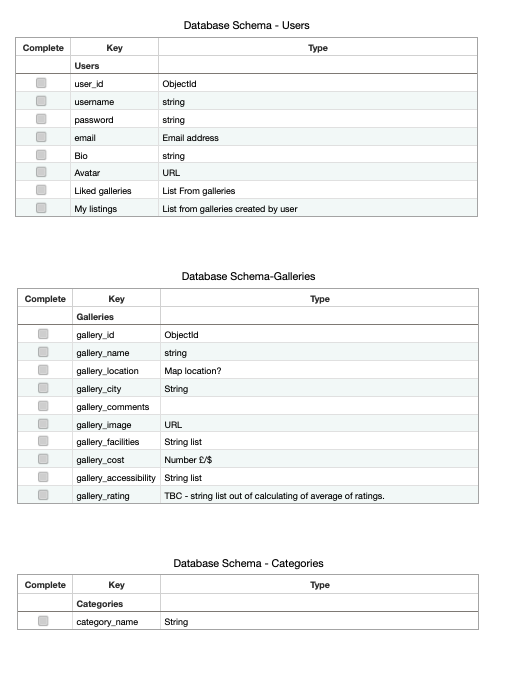 Database Schema - Users
Complete Key Type
Users
user_id ObjectId
username string
password string
email Email address
Bio string
Avatar URL
Liked galleries List From galleries
My listings List from galleries created by user
Database Schema-Galleries
Complete Key Type
Galleries
gallery_id ObjectId
gallery_name string
gallery_location Map location?
gallery_city String
gallery_comments
gallery_image URL
gallery_facilities String list
gallery_cost Number £/$
gallery_accessibility String list
gallery_rating TBC - string list out of calculating of average of ratings.
Database Schema - Categories
Complete Key Type
Categories
category_name String